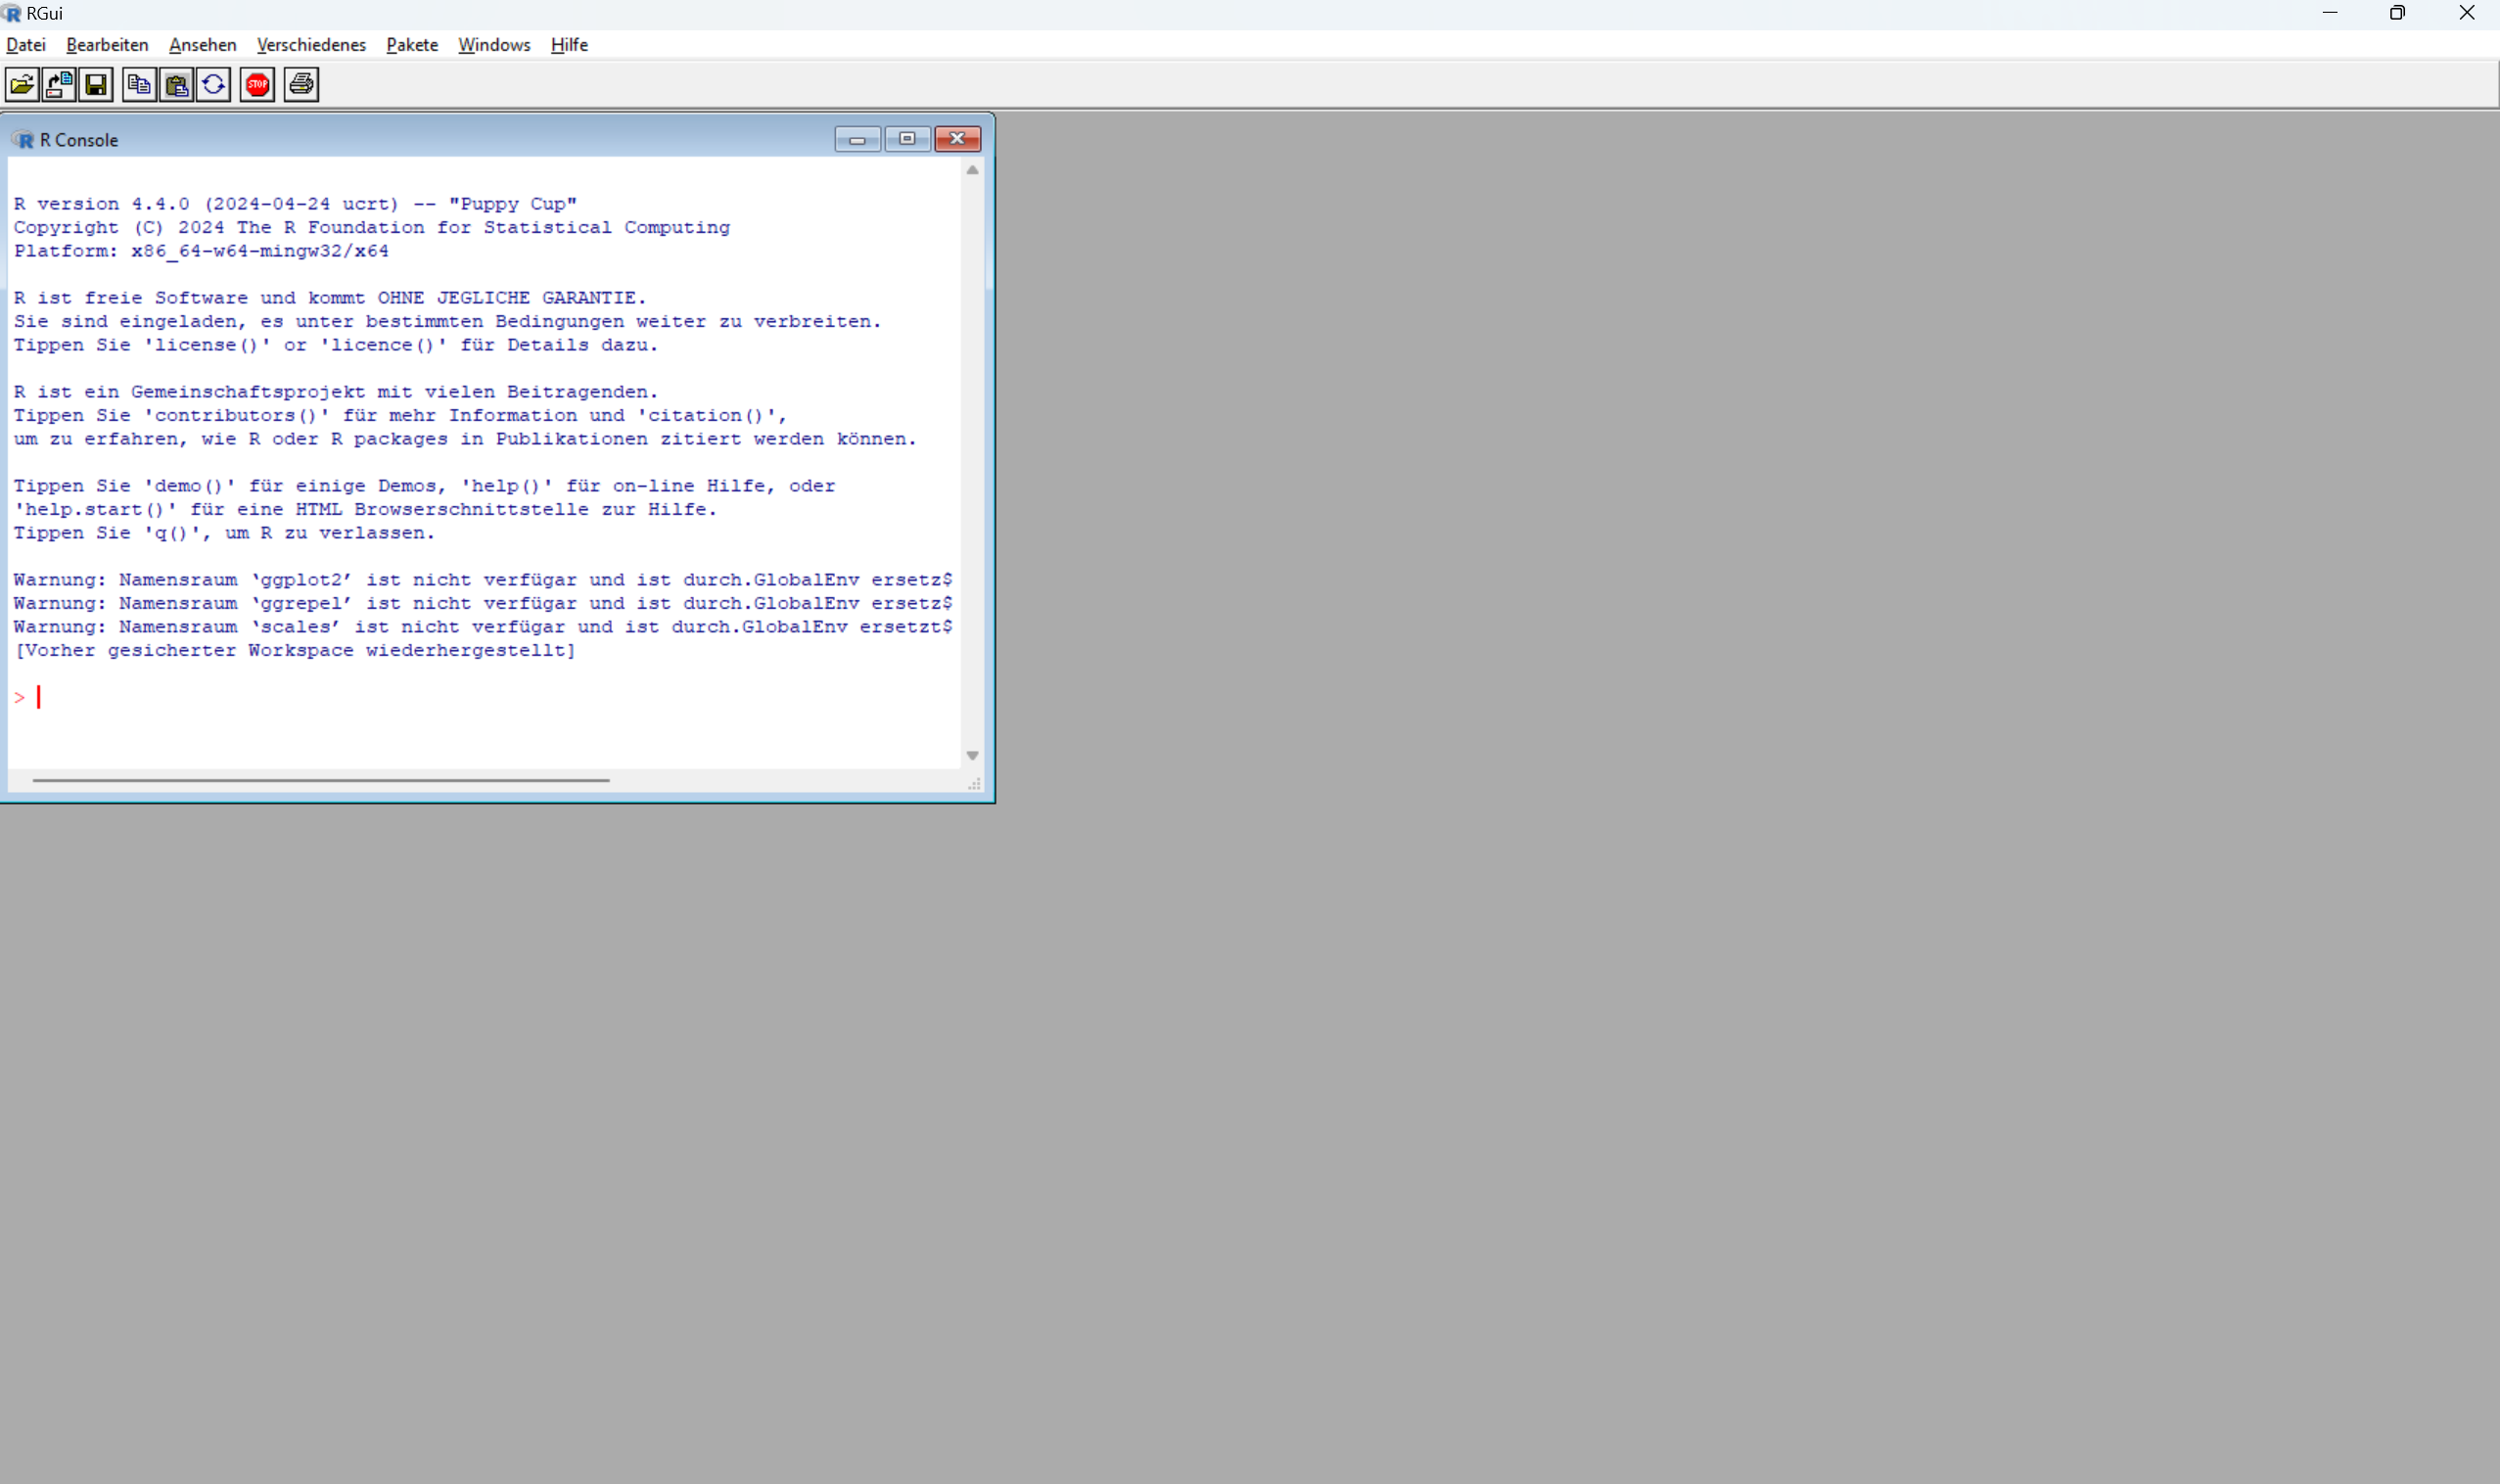 RGui
Datei Bearbeiten Ansehen Verschiedenes Pakete Windows Hilfe
STOP
R Console
R version 4.4.0 (2024-04-24 ucrt) -- "Puppy Cup"
Copyright (C) 2024 The R Foundation for Statistical Computing
Platform: x86_64-w64-mingw32/x64
R ist freie Software und kommt OHNE JEGLICHE GARANTIE.
Sie sind eingeladen, es unter bestimmten Bedingungen weiter zu verbreiten.
Tippen Sie 'license()' or 'licence()' für Details dazu.
R ist ein Gemeinschaftsprojekt mit vielen Beitragenden.
Tippen Sie 'contributors()' für mehr Information und 'citation()',
um zu erfahren, wie R oder R packages in Publikationen zitiert werden können.
Tippen Sie 'demo()' für einige Demos, 'help()' für on-line Hilfe, oder
'help.start()' für eine HTML Browserschnittstelle zur Hilfe.
Tippen Sie 'q()', um R zu verlassen.
Warnung: Namensraum ‘ggplot2’ ist nicht verfügar und ist durch.GlobalEnv ersetz$
Warnung: Namensraum ‘ggrepel’ ist nicht verfügar und ist durch.GlobalEnv ersetz$
Warnung: Namensraum ‘scales’ ist nicht verfügar und ist durch.GlobalEnv ersetzt$
[Vorher gesicherter Workspace wiederhergestellt]
>